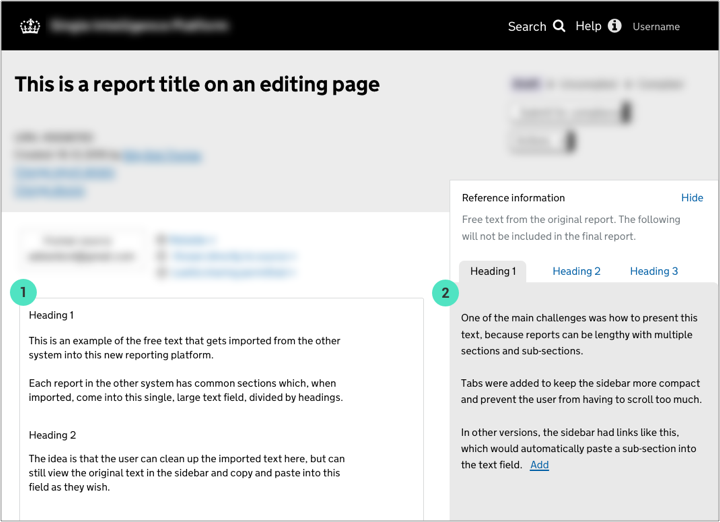 Search Help Username
This is a report title on an editing page
Reference information Hide
Free text from the original report. The following
will not be included in the final report.
Heading 1 Heading 2 Heading 3
1
Heading 1
This is an example of the free text that gets imported from the other
system into this new reporting platform.
Each report in the other system has common sections which, when
imported, come into this single, large text field, divided by headings.
Heading 2
The idea is that the user can clean up the imported text here, but can
still view the original text in the sidebar and copy and paste into this
field as they wish.
2
One of the main challenges was how to present this
text, because reports can be lengthy with multiple
sections and sub-sections.
Tabs were added to keep the sidebar more compact
and prevent the user from having to scroll too much.
In other versions, the sidebar had links like this,
which would automatically paste a sub-section into
the text field. Add